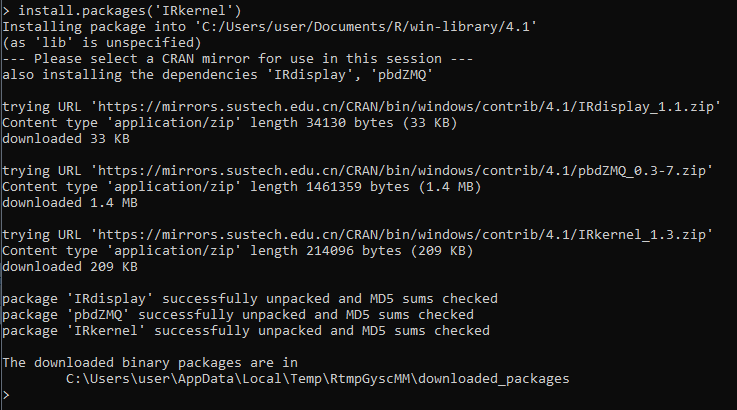 > install.packages('IRkernel')
Installing package into 'C:/Users/user/Documents/R/win-library/4.1'
(as 'lib' is unspecified)
--- Please select a CRAN mirror for use in this session ---
also installing the dependencies 'IRdisplay', 'pbdZMQ'

trying URL 'https://mirrors.sustech.edu.cn/CRAN/bin/windows/contrib/4.1/IRdisplay_1.1.zip'
Content type 'application/zip' length 34130 bytes (33 KB)
downloaded 33 KB

trying URL 'https://mirrors.sustech.edu.cn/CRAN/bin/windows/contrib/4.1/pbdZMQ_0.3-7.zip'
Content type 'application/zip' length 1461359 bytes (1.4 MB)
downloaded 1.4 MB

trying URL 'https://mirrors.sustech.edu.cn/CRAN/bin/windows/contrib/4.1/IRkernel_1.3.zip'
Content type 'application/zip' length 214096 bytes (209 KB)
downloaded 209 KB

package 'IRdisplay' successfully unpacked and MD5 sums checked
package 'pbdZMQ' successfully unpacked and MD5 sums checked
package 'IRkernel' successfully unpacked and MD5 sums checked

The downloaded binary packages are in
        C:\Users\user\AppData\Local\Temp\RtmpGyscMM\downloaded_packages
>